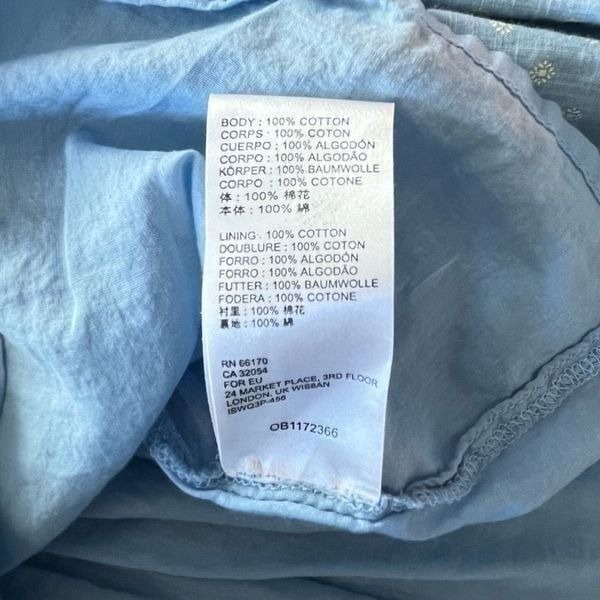 BODY : 100% COTTON
CORPS : 100% COTON
CUERPO : 100% ALGODÓN
CORPO : 100% ALGODÃO
KÖRPER : 100% BAUMWOLLE
CORPO : 100% COTONE
体 : 100% 棉花
本体 : 100% 綿
LINING : 100% COTTON
DOUBLURE : 100% COTON
FORRO : 100% ALGODÓN
FORRO : 100% ALGODÃO
FUTTER : 100% BAUMWOLLE
FODERA : 100% COTONE
衬里 : 100% 棉花
裏地 : 100% 綿
RN 66170
CA 32054
FOR EU
24 MARKET PLACE, 3RD FLOOR
LONDON, UK W1S8AN
ISWQ3P-456
OB1172366